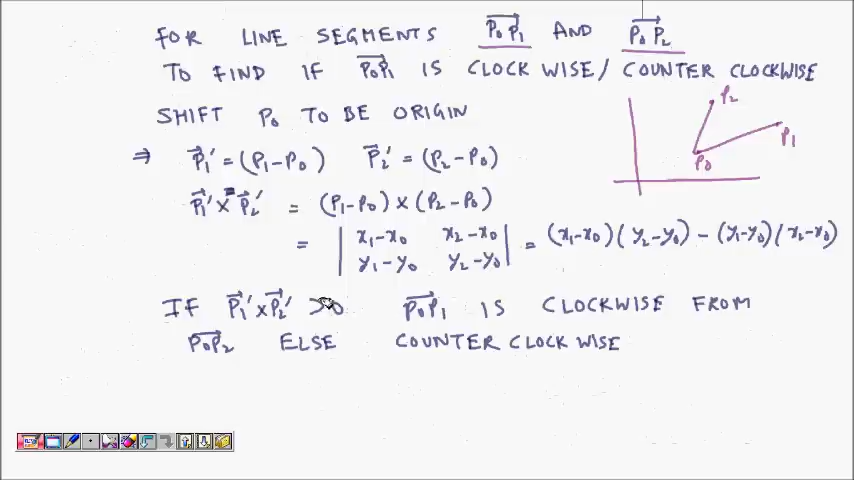 FOR LINE SEGMENTS P0P1 AND P0P2
TO FIND IF P0P1 IS CLOCKWISE/ COUNTER CLOCKWISE
SHIFT P0 TO BE ORIGIN
P2
P1
P0
⇒ P1' = (P1-P0) P2' = (P2-P0)
P1' × P2' = (P1-P0) × (P2-P0)
= | x1-x0 x2-x0 | = (x1-x0)(y2-y0) - (y1-y0)(x2-x0)
y1-y0 y2-y0
IF P1' × P2' >0 P0P1 IS CLOCKWISE FROM
P0P2 ELSE COUNTER CLOCKWISE